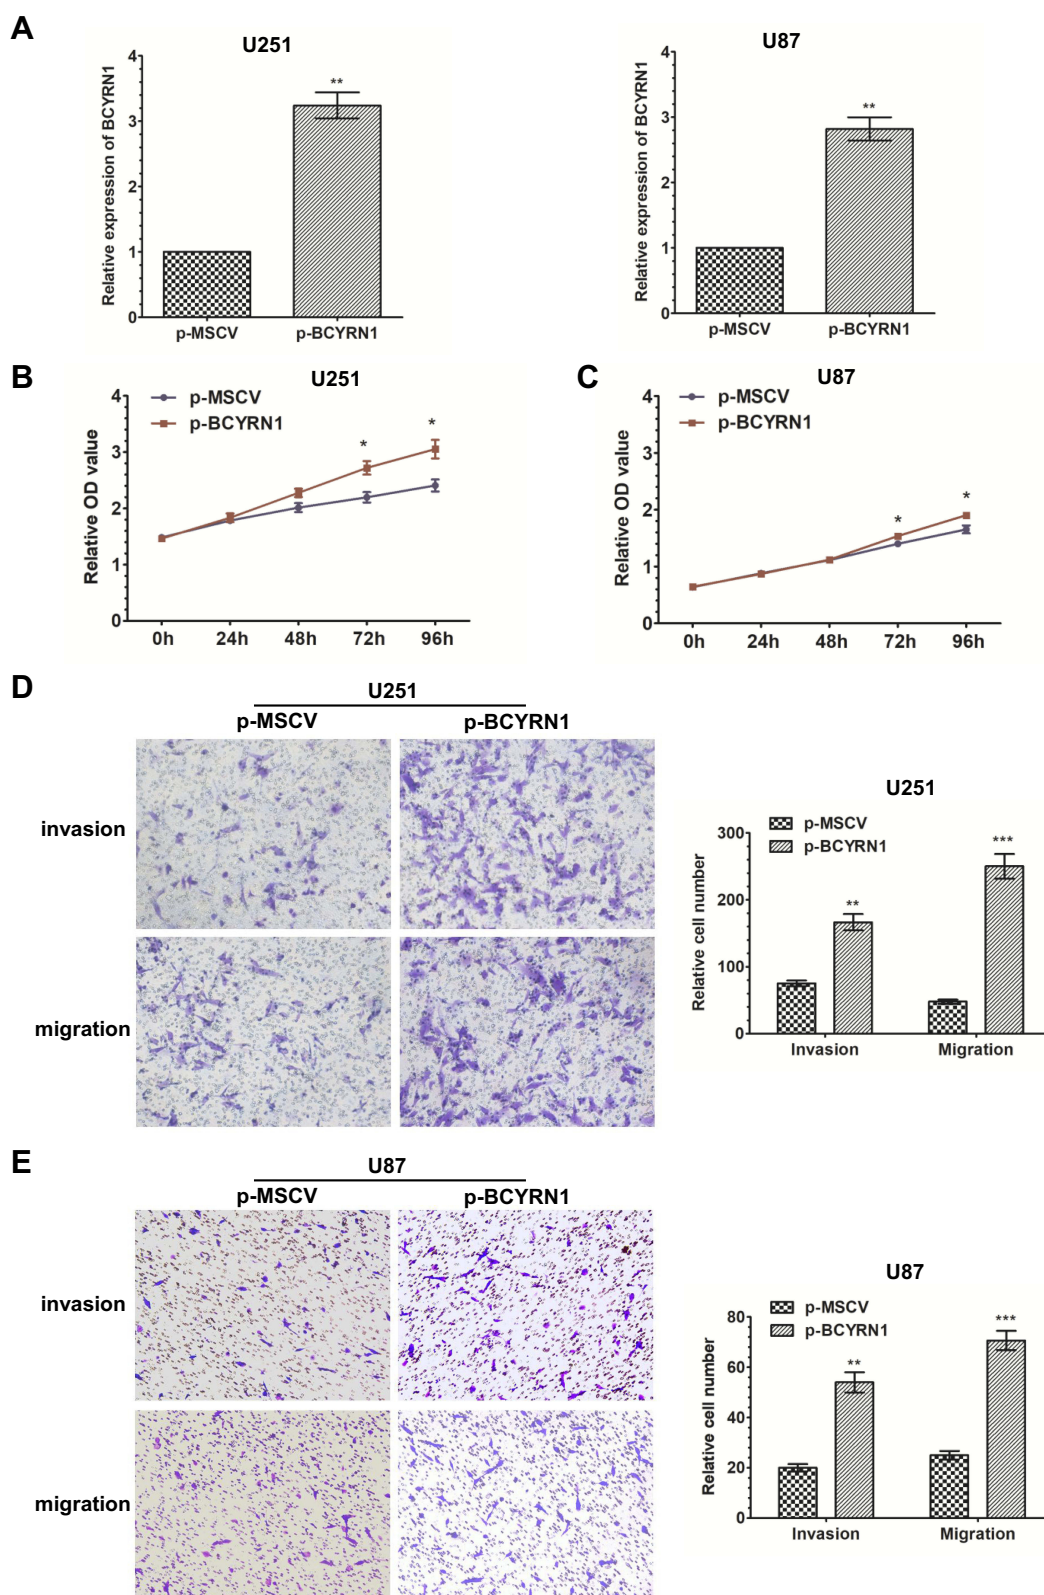 A
U251
Relative expression of BCYRN1
4
3
2
1
0
**
p-MSCV
p-BCYRN1
U87
Relative expression of BCYRN1
4
3
2
1
0
**
p-MSCV
p-BCYRN1
B
U251
Relative OD value
4
3
2
1
0
p-MSCV
p-BCYRN1
*
*
0h 24h 48h 72h 96h
C
U87
Relative OD value
4
3
2
1
0
p-MSCV
p-BCYRN1
*
*
0h 24h 48h 72h 96h
D
U251
p-MSCV p-BCYRN1
invasion
migration
U251
Relative cell number
300
200
100
0
p-MSCV
p-BCYRN1
**
***
Invasion Migration
E
U87
p-MSCV p-BCYRN1
invasion
migration
U87
Relative cell number
80
60
40
20
0
p-MSCV
p-BCYRN1
**
***
Invasion Migration